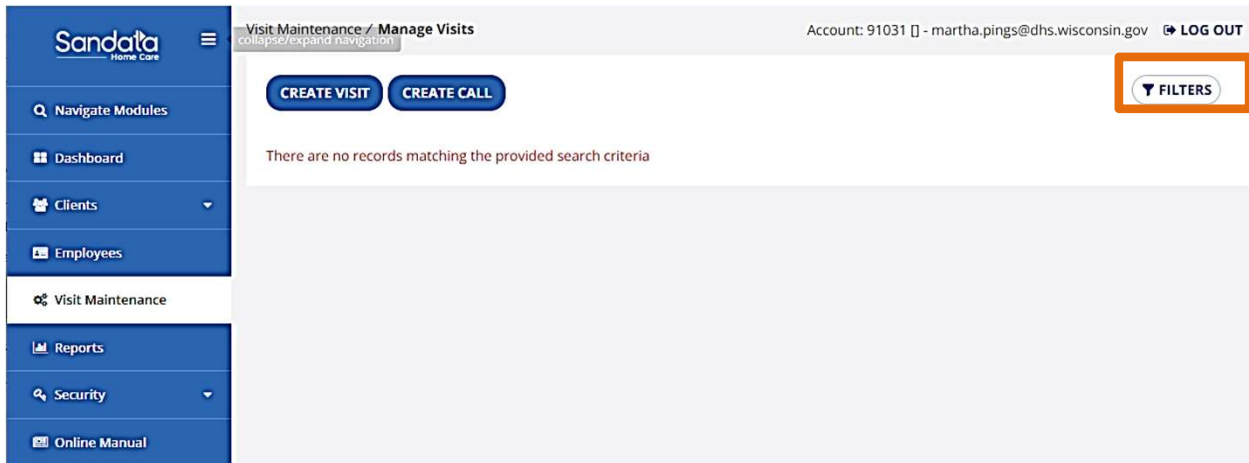 Sandata
Home Care
Navigate Modules
Dashboard
Clients
Employees
Visit Maintenance
Reports
Security
Online Manual
Visit Maintenance / Manage Visits
collapse/expand navigation
Account: 91031 [] - martha.pings@dhs.wisconsin.gov LOG OUT
CREATE VISIT CREATE CALL
FILTERS
There are no records matching the provided search criteria